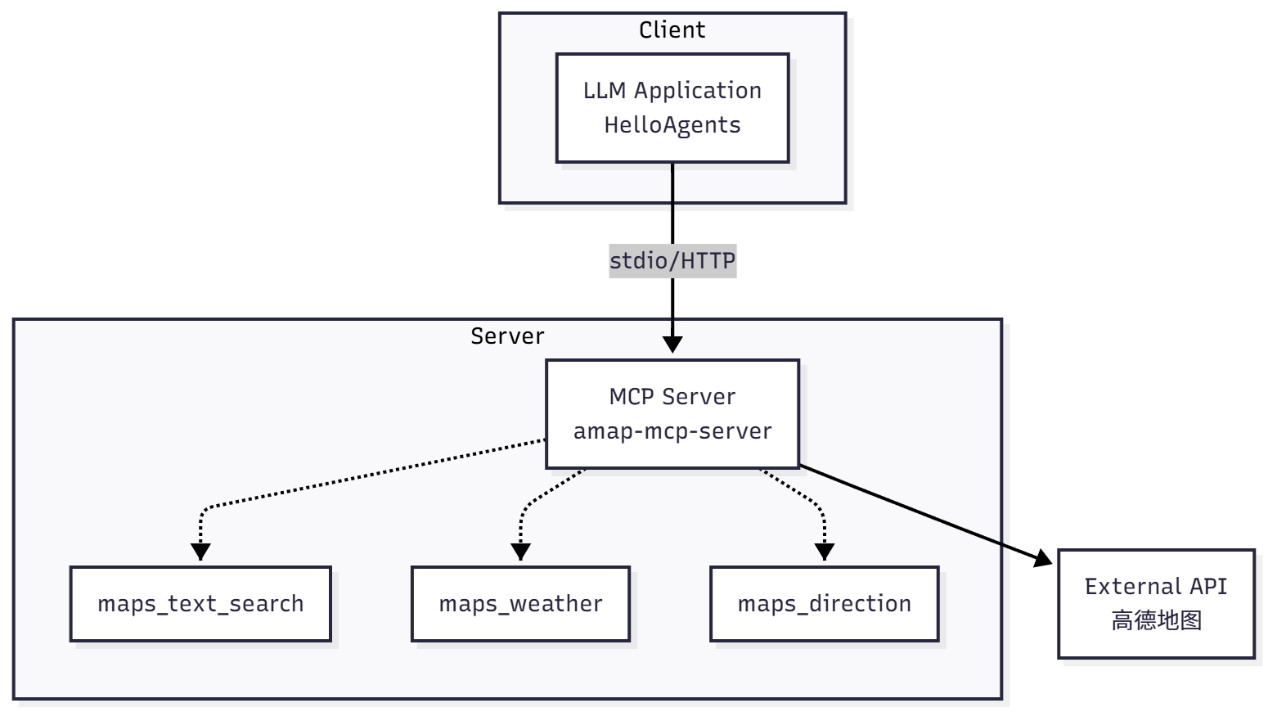 Client
LLM Application
HelloAgents
stdio/HTTP
Server
MCP Server
amap-mcp-server
maps_text_search
maps_weather
maps_direction
External API
高德地图